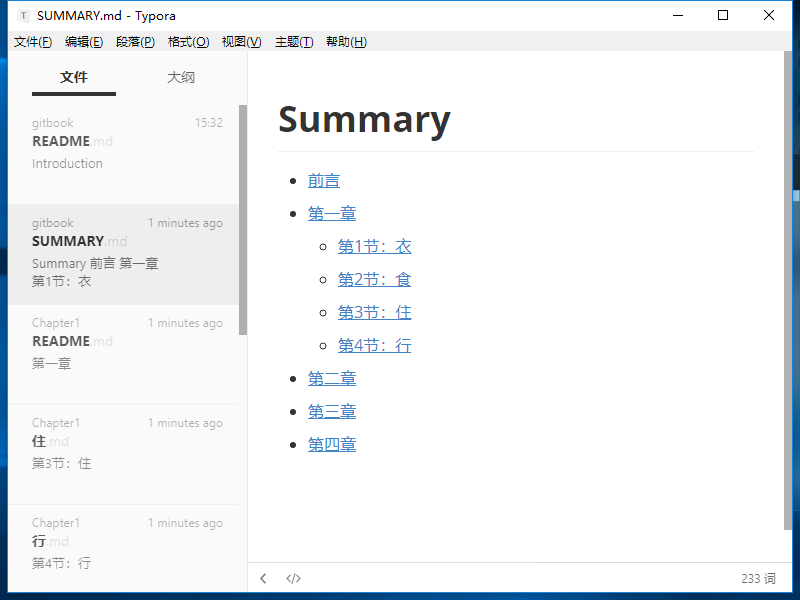 SUMMARY.md - Typora
文件(F) 编辑(E) 段落(P) 格式(O) 视图(V) 主题(T) 帮助(H)
文件 大纲
gitbook 15:32
README.md
Introduction
gitbook 1 minutes ago
SUMMARY.md
Summary 前言 第一章
第1节：衣
Chapter1 1 minutes ago
README.md
第一章
Chapter1 1 minutes ago
住.md
第3节：住
Chapter1 1 minutes ago
行.md
第4节：行
Summary
前言
第一章
第1节：衣
第2节：食
第3节：住
第4节：行
第二章
第三章
第四章
233 词